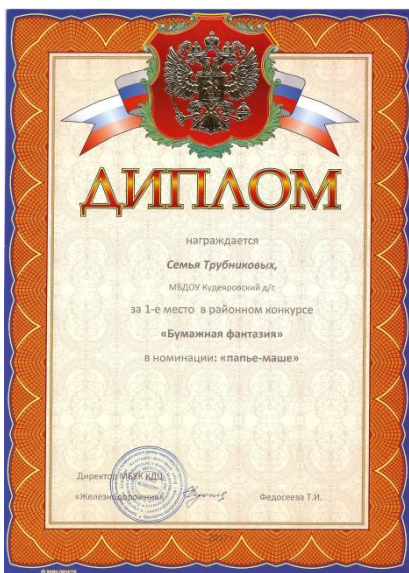 ДИПЛОМ
награждается
Семья Трубниковых,
МБДОУ Кудеяровский д/с
за 1-е место в районном конкурсе
«Бумажная фантазия»
в номинации: «папье-маше»
Директор МБУК КДЦ
«Железнодорожный»
Федосеева Т.И.
2017 г